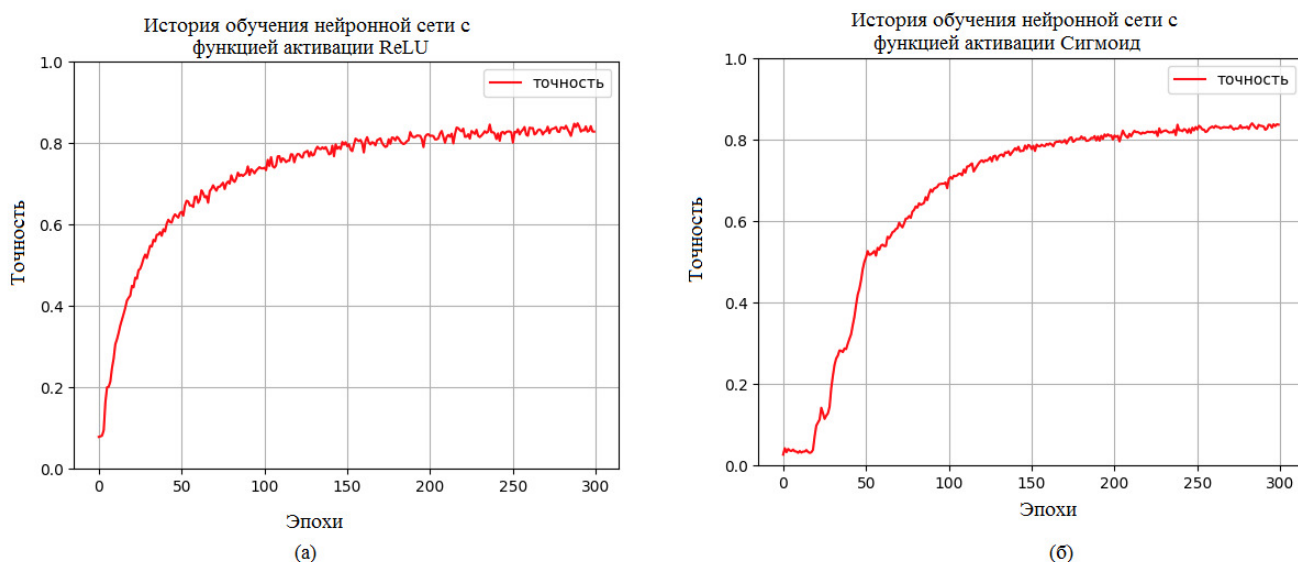 История обучения нейронной сети с
функцией активации ReLU
точность
1.0
0.8
0.6
0.4
0.2
0.0
Точность
0
50
100
150
200
250
300
Эпохи
(а)
История обучения нейронной сети с
функцией активации Сигмоид
точность
1.0
0.8
0.6
0.4
0.2
0.0
Точность
0
50
100
150
200
250
300
Эпохи
(б)